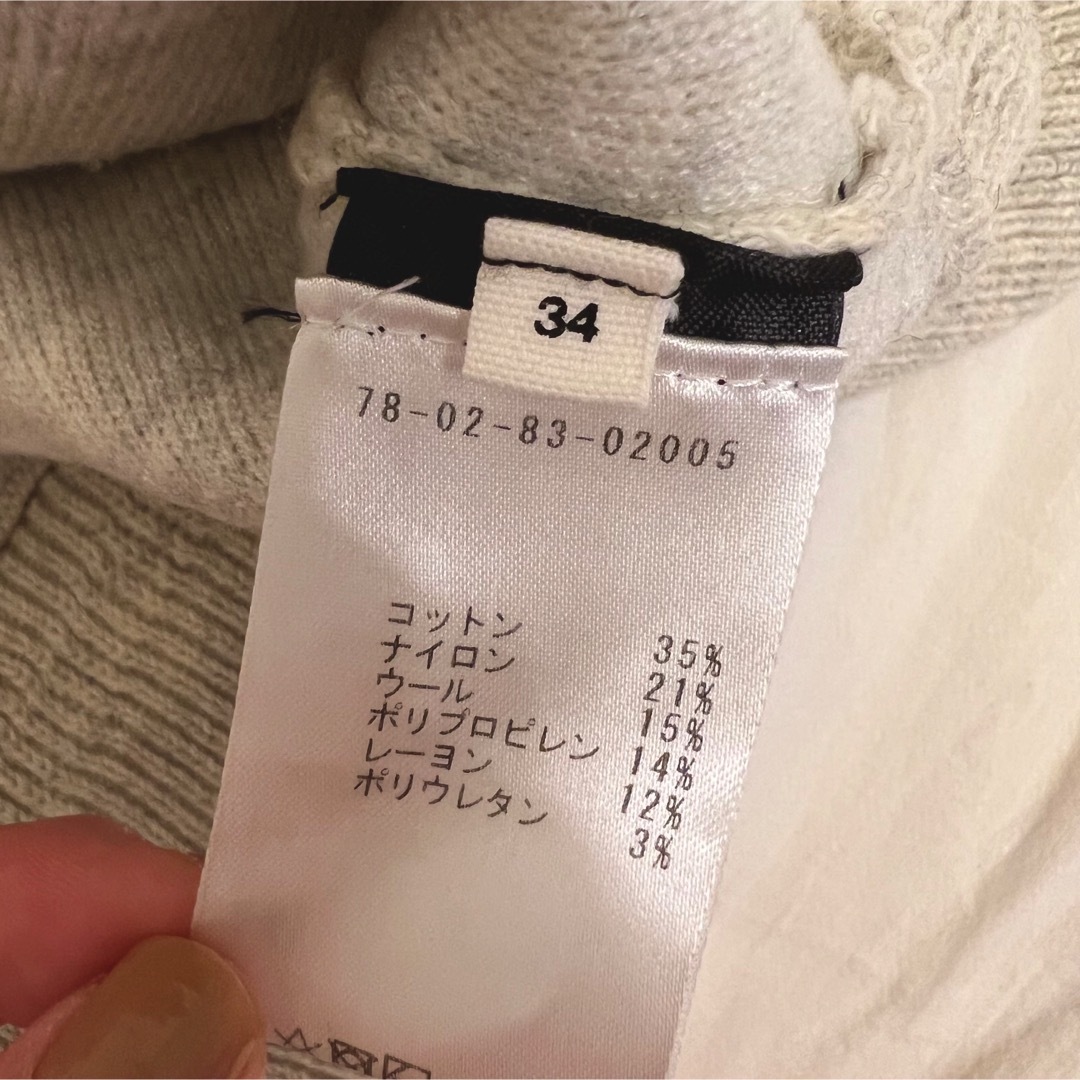 34
78-02-83-02005
コットン 35%
ナイロン 21%
ウール 15%
ポリプロピレン 14%
レーヨン 12%
ポリウレタン 3%